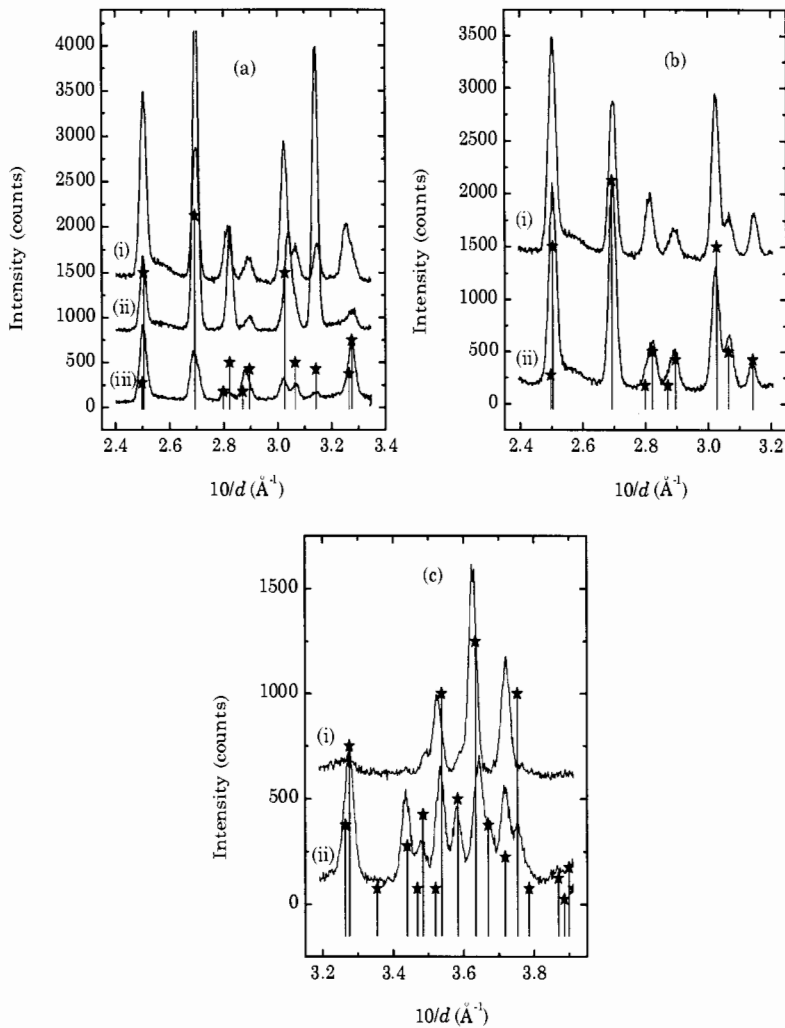 4000
3500
3000
2500
2000
1500
1000
500
0
Intensity (counts)
(a)
(i)
(ii)
(iii)
2.4 2.6 2.8 3.0 3.2 3.4
10/d (Å-1)
3500
3000
2500
2000
1500
1000
500
0
Intensity (counts)
(b)
(i)
(ii)
2.4 2.6 2.8 3.0 3.2
10/d (Å-1)
1500
1000
500
0
Intensity (counts)
(c)
(i)
(ii)
3.2 3.4 3.6 3.8
10/d (Å-1)